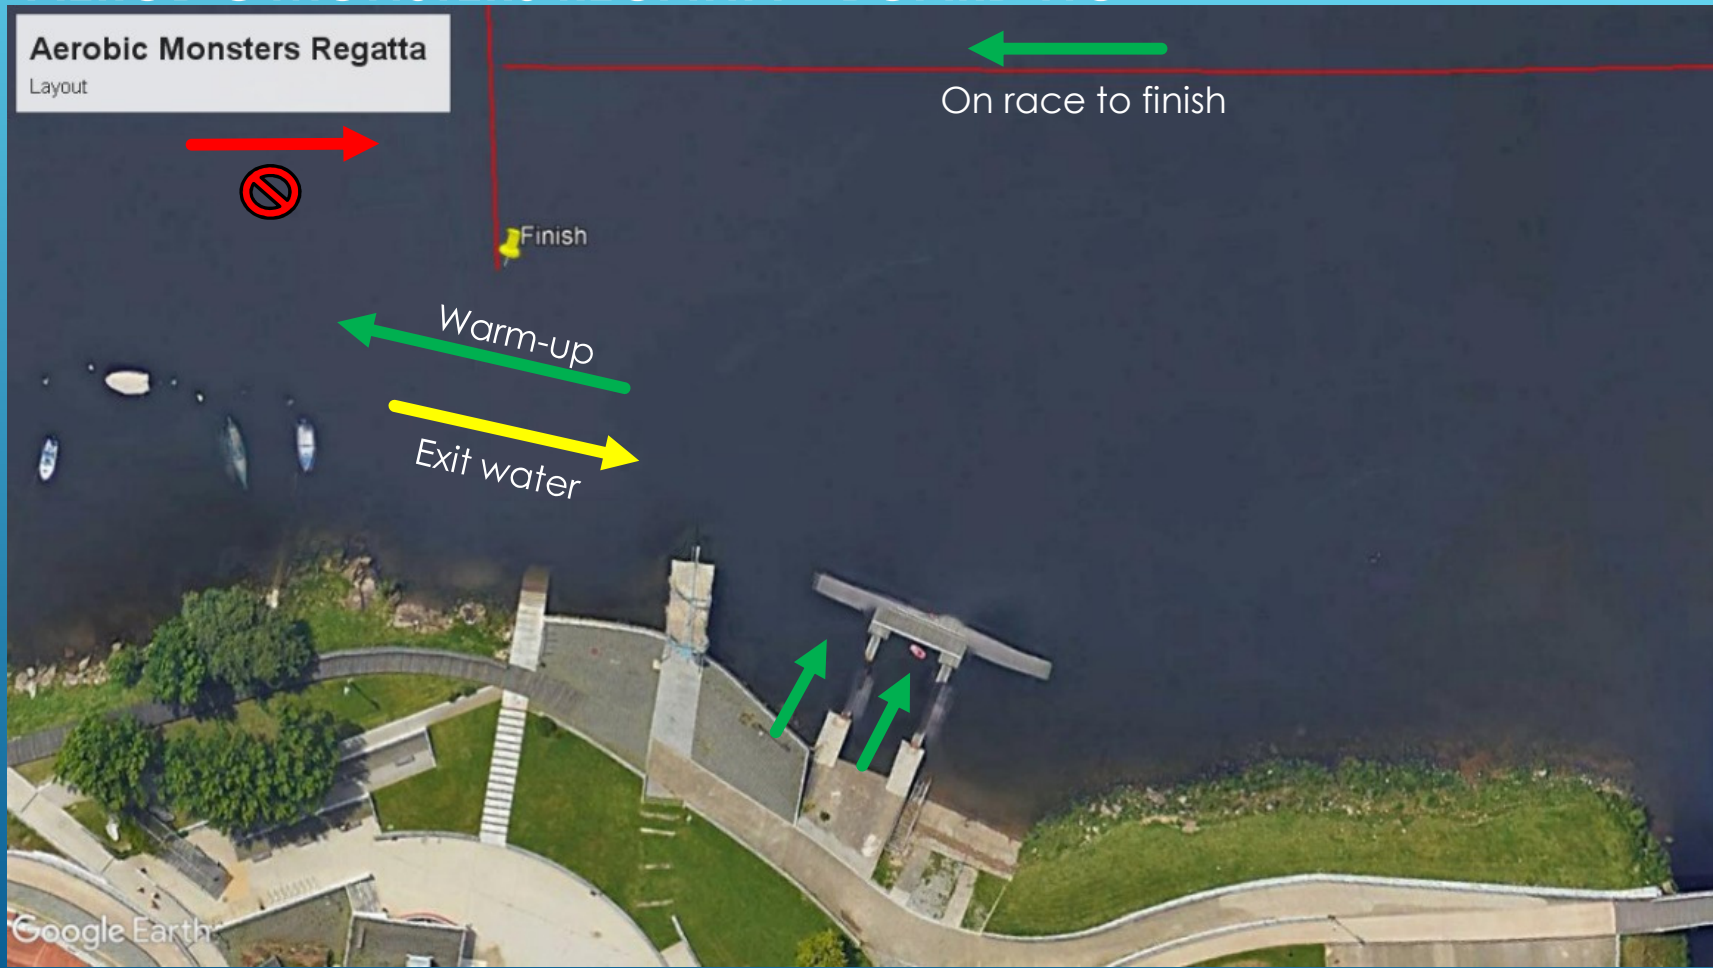 Aerobic Monsters Regatta
Layout
On race to finish
Finish
Warm-up
Exit water
Google Earth